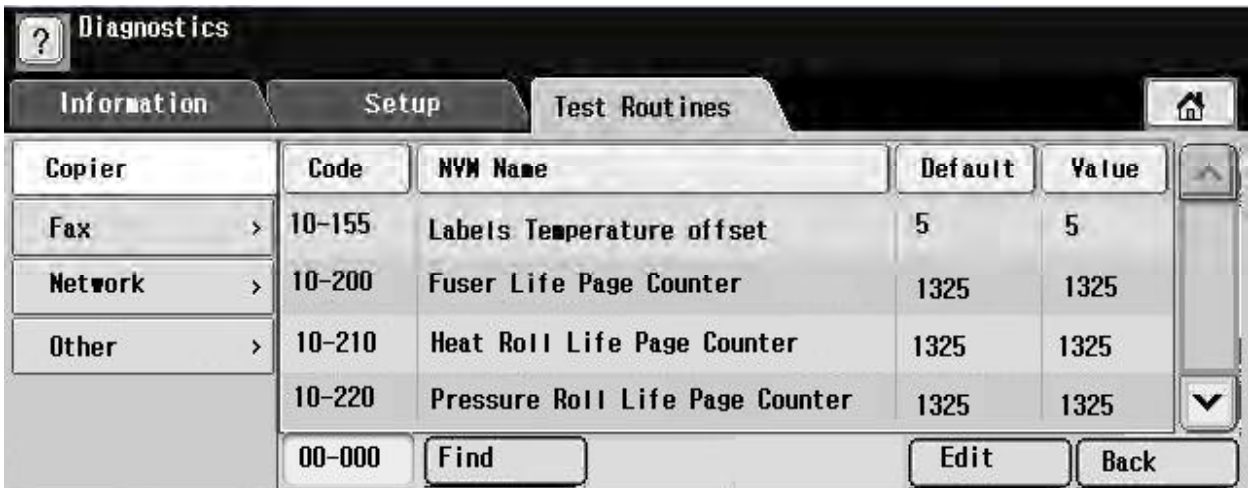 ? Diagnostics
Information Setup Test Routines
Copier Code NVM Name Default Value
Fax > 10-155 Labels Temperature offset 5 5
Network > 10-200 Fuser Life Page Counter 1325 1325
Other > 10-210 Heat Roll Life Page Counter 1325 1325
10-220 Pressure Roll Life Page Counter 1325 1325
00-000 Find Edit Back